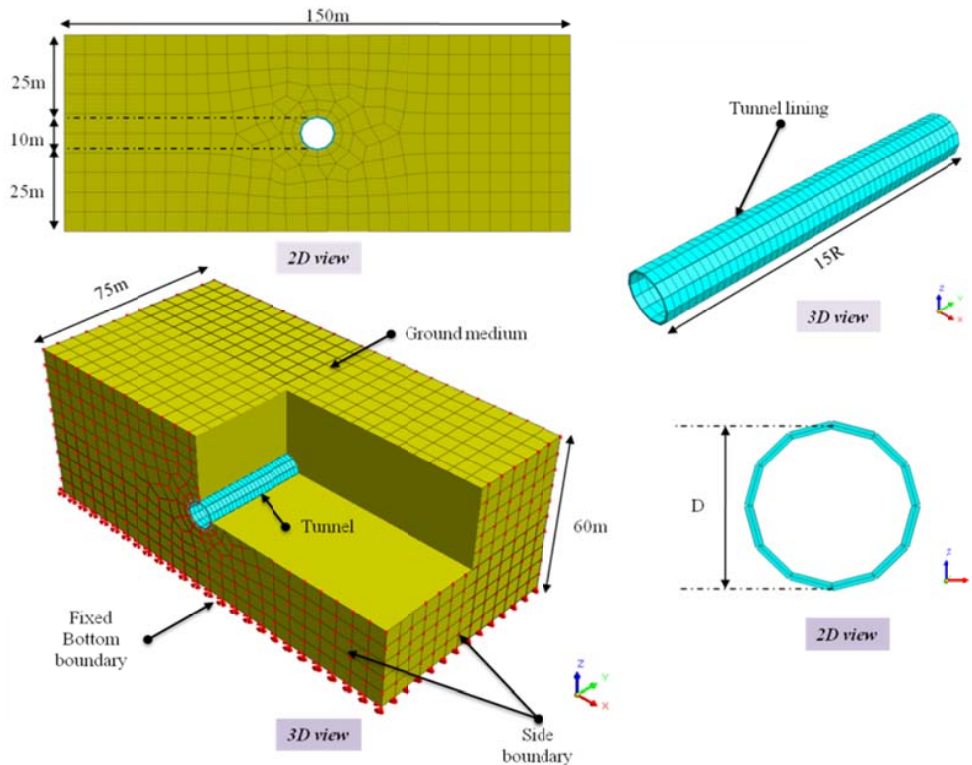 150m
25m
10m
25m
2D view
Tunnel lining
15R
Z
Y
X
3D view
75m
Ground medium
Tunnel
60m
Fixed
Bottom
boundary
Z
Y
X
3D view
Side
boundary
D
Z
2D view